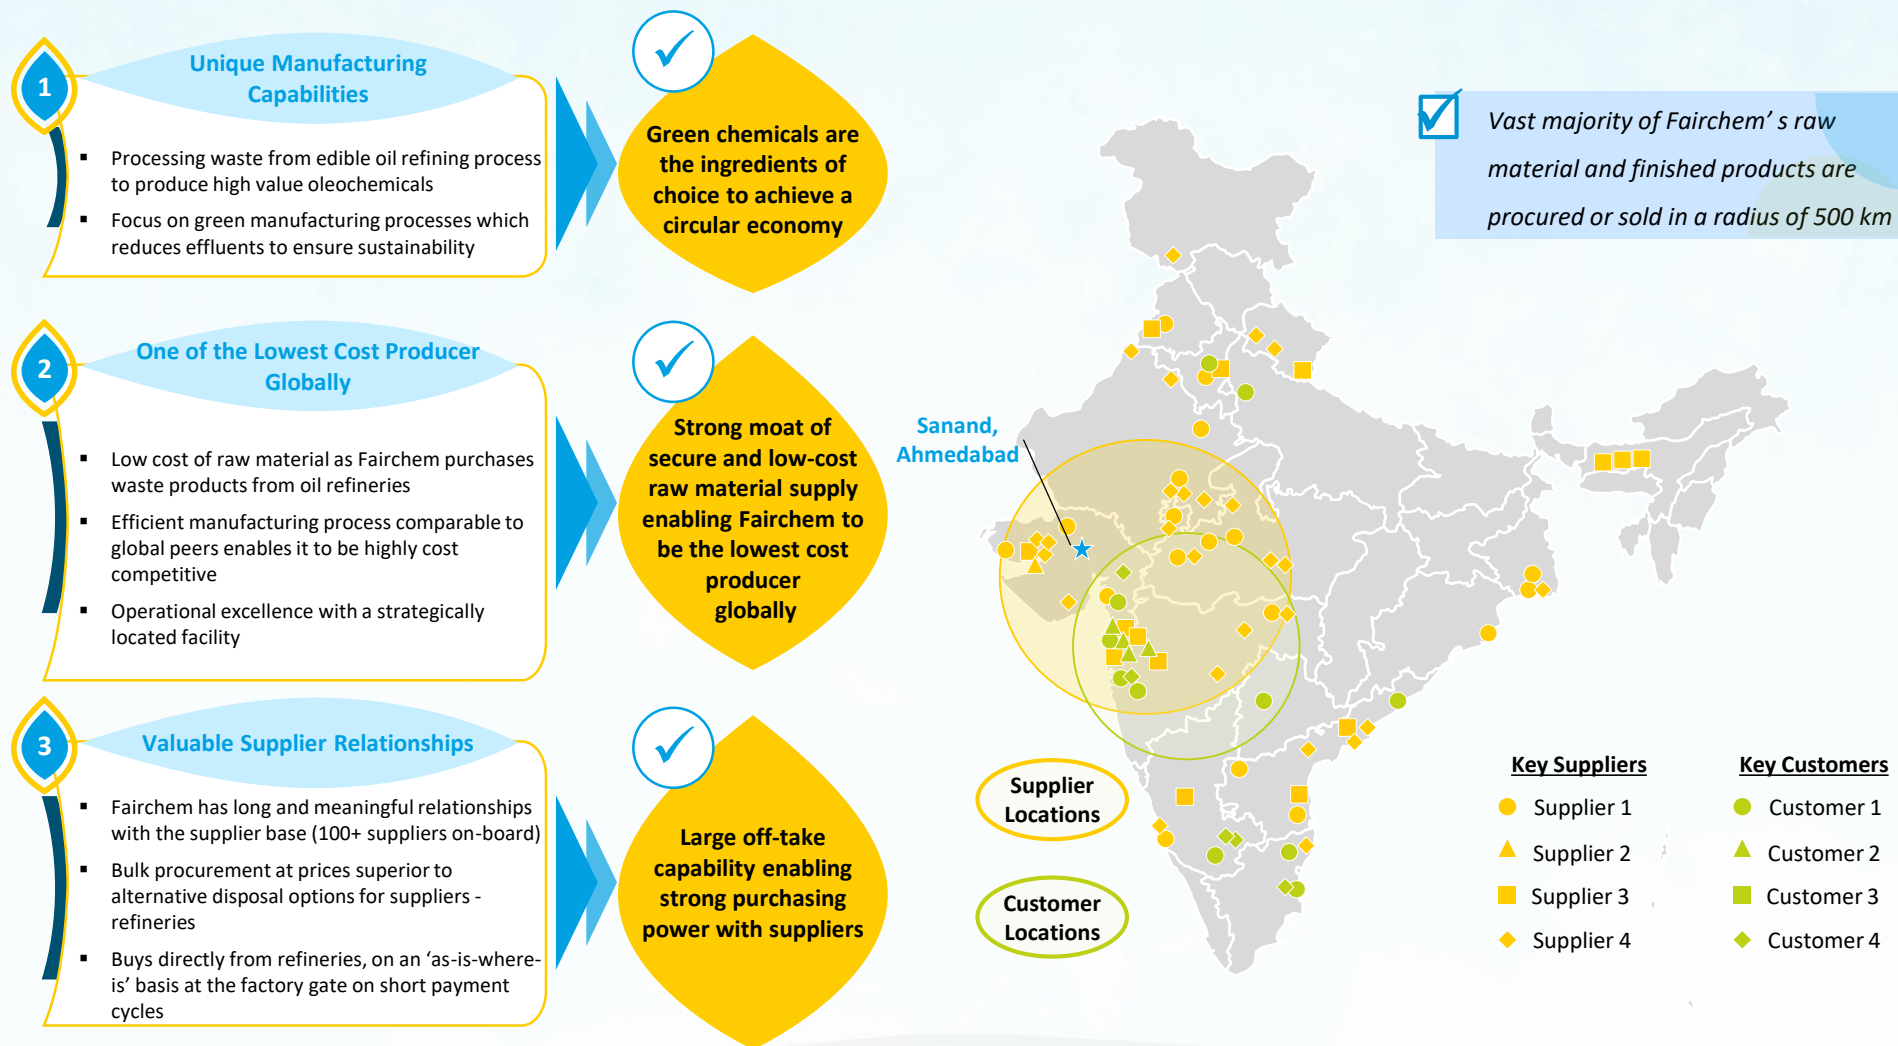 1
Unique Manufacturing
Capabilities
▪ Processing waste from edible oil refining process
to produce high value oleochemicals
▪ Focus on green manufacturing processes which
reduces effluents to ensure sustainability
Green chemicals are
the ingredients of
choice to achieve a
circular economy
2
One of the Lowest Cost Producer
Globally
▪ Low cost of raw material as Fairchem purchases
waste products from oil refineries
▪ Efficient manufacturing process comparable to
global peers enables it to be highly cost
competitive
▪ Operational excellence with a strategically
located facility
Strong moat of
secure and low-cost
raw material supply
enabling Fairchem to
be the lowest cost
producer
globally
3
Valuable Supplier Relationships
▪ Fairchem has long and meaningful relationships
with the supplier base (100+ suppliers on-board)
▪ Bulk procurement at prices superior to
alternative disposal options for suppliers -
refineries
▪ Buys directly from refineries, on an ‘as-is-where-
is’ basis at the factory gate on short payment
cycles
Large off-take
capability enabling
strong purchasing
power with suppliers
Vast majority of Fairchem’ s raw
material and finished products are
procured or sold in a radius of 500 km
Sanand,
Ahmedabad
Supplier
Locations
Customer
Locations
Key Suppliers
Supplier 1
Supplier 2
Supplier 3
Supplier 4
Key Customers
Customer 1
Customer 2
Customer 3
Customer 4